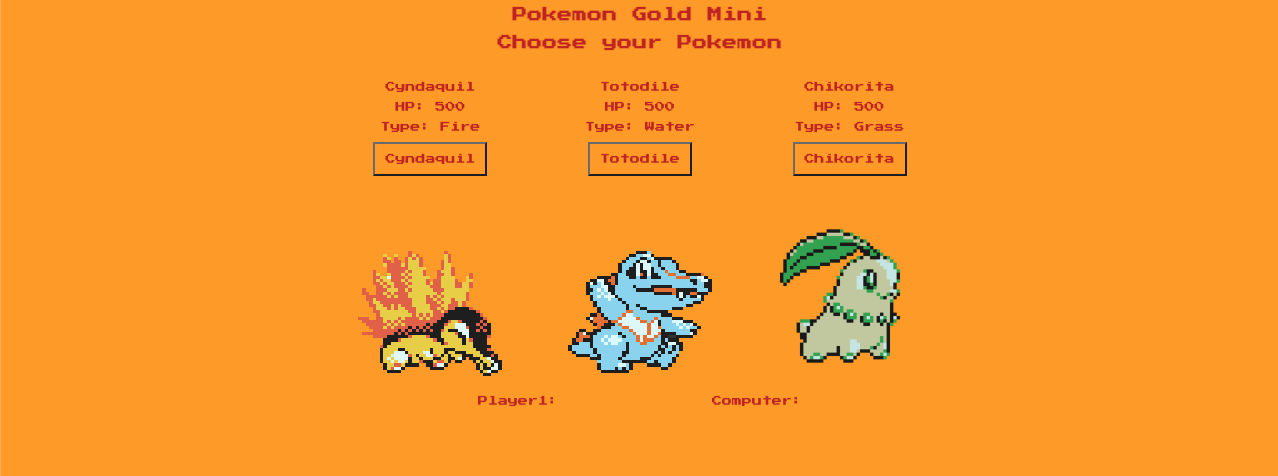 Pokemon Gold Mini
Choose your Pokemon
Cyndaquil
HP: 500
Type: Fire
Cyndaquil
Totodile
HP: 500
Type: Water
Totodile
Chikorita
HP: 500
Type: Grass
Chikorita
Player1:
Computer: